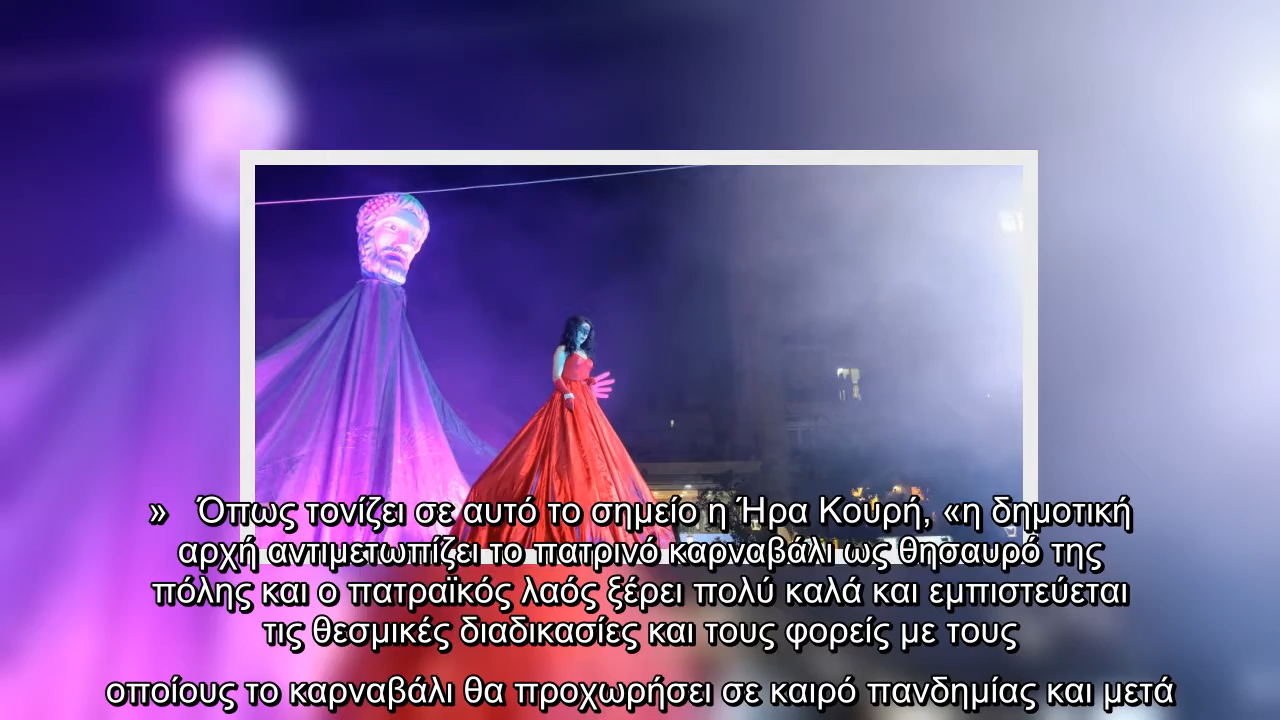 » Όπως τονίζει σε αυτό το σημείο η Ήρα Κουρή, «η δημοτική
αρχή αντιμετωπίζει το πατρινό καρναβάλι ως θησαυρό της
πόλης και ο πατραϊκός λαός ξέρει πολύ καλά και εμπιστεύεται
τις θεσμικές διαδικασίες και τους φορείς με τους
οποίους το καρναβάλι θα προχωρήσει σε καιρό πανδημίας και μετά